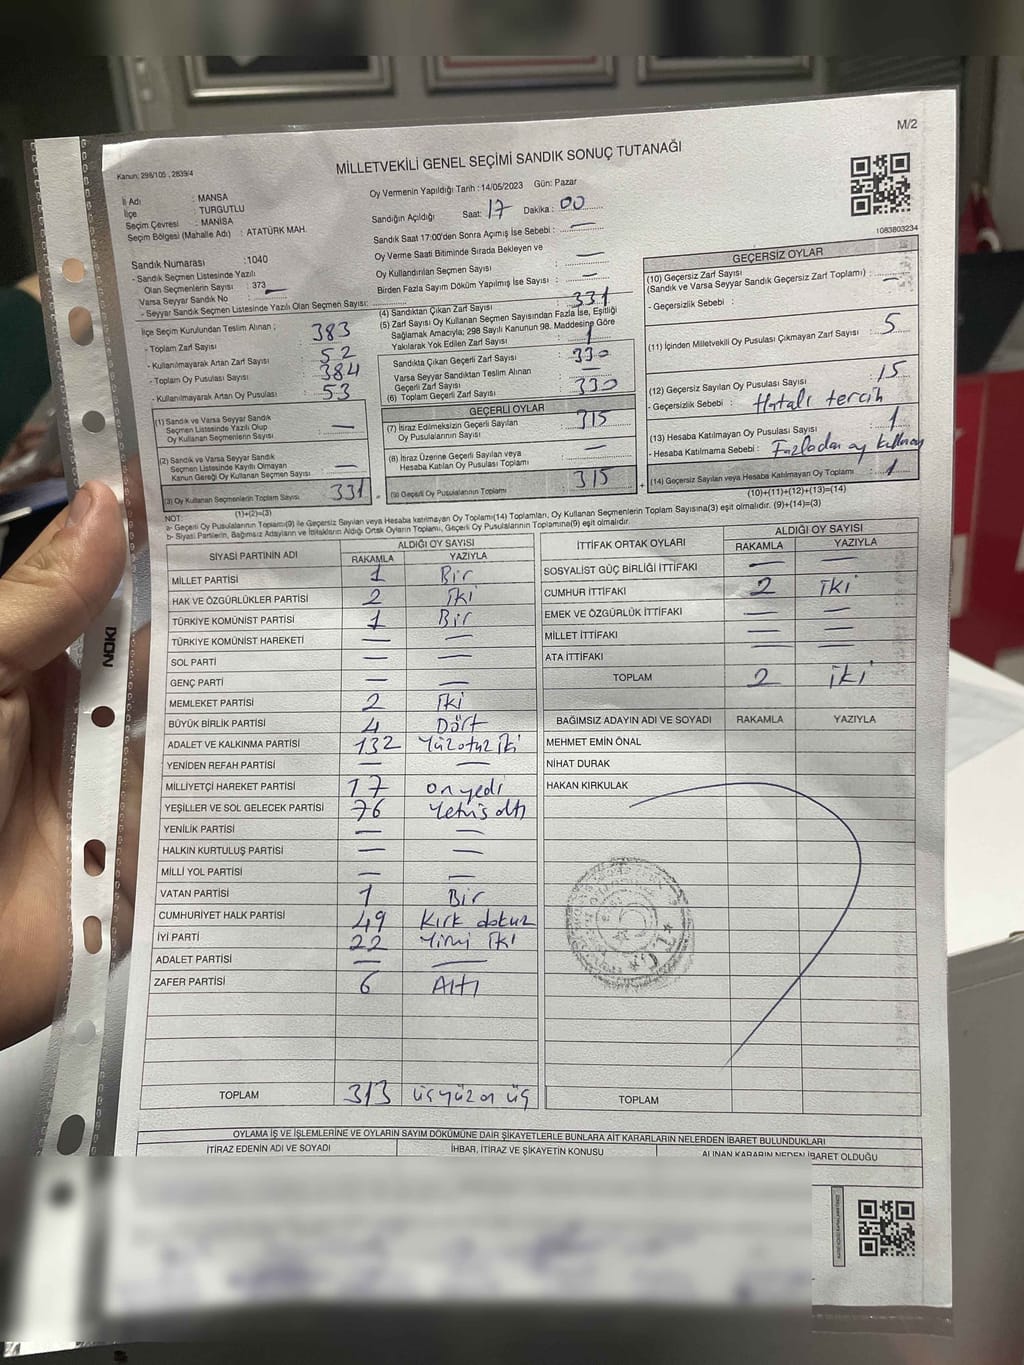 M/2
Kanun: 298/105 , 2839/4
MİLLETVEKİLİ GENEL SEÇİMİ SANDIK SONUÇ TUTANAĞI
İl Adı : MANSA
İlçe : TURGUTLU
Seçim Çevresi : MANİSA
Seçim Bölgesi (Mahalle Adı) : ATATÜRK MAH.
Oy Vermenin Yapıldığı Tarih : 14/05/2023 Gün: Pazar
Sandığın Açıldığı Saat: 17 Dakika: 00
Sandık Saat 17:00'den Sonra Açımış İse Sebebi : —
Oy Verme Saati Bitiminde Sırada Bekleyen ve
Oy Kullandırılan Seçmen Sayısı : —
Birden Fazla Sayım Döküm Yapılmış İse Sayısı : —
1083803234
Sandık Numarası :1040
- Sandık Seçmen Listesinde Yazılı
Olan Seçmenlerin Sayısı : 373
Varsa Seyyar Sandık No : —
- Seyyar Sandık Seçmen Listesinde Yazılı Olan Seçmen Sayısı:
İlçe Seçim Kurulundan Teslim Alınan ;
- Toplam Zarf Sayısı : 383
- Kullanılmayarak Artan Zarf Sayısı : 52
- Toplam Oy Pusulası Sayısı : 384
- Kullanılmayarak Artan Oy Pusulası : 53
(1) Sandık ve Varsa Seyyar Sandık
Seçmen Listesinde Yazılı Olup
Oy Kullanan Seçmenlerin Sayısı : —
(2) Sandık ve Varsa Seyyar Sandık
Seçmen Listesinde Kayıtlı Olmayan
Kanun Gereği Oy Kullanan Seçmen Sayısı : —
(3) Oy Kullanan Seçmenlerin Toplam Sayısı : 331
(1)+(2)=(3)
(4) Sandıktan Çıkan Zarf Sayısı : 331
(5) Zarf Sayısı Oy Kullanan Seçmen Sayısından Fazla İse, Eşitliği
Sağlamak Amacıyla; 298 Sayılı Kanunun 98. Maddesine Göre
Yakılarak Yok Edilen Zarf Sayısı : 1
Sandıkta Çıkan Geçerli Zarf Sayısı : 330
Varsa Seyyar Sandıktan Teslim Alınan
Geçerli Zarf Sayısı : —
(6) Toplam Geçerli Zarf Sayısı : 330
GEÇERLİ OYLAR
(7) İtiraz Edilmeksizin Geçerli Sayılan
Oy Pusulalarının Sayısı : 315
(8) İtiraz Üzerine Geçerli Sayılan veya
Hesaba Katılan Oy Pusulası Toplamı : —
(9) Geçerli Oy Pusulalarının Toplamı : 315
GEÇERSİZ OYLAR
(10) Geçersiz Zarf Sayısı
(Sandık ve Varsa Seyyar Sandık Geçersiz Zarf Toplamı) : —
- Geçersizlik Sebebi :
(11) İçinden Milletvekili Oy Pusulası Çıkmayan Zarf Sayısı : 5
(12) Geçersiz Sayılan Oy Pusulası Sayısı : 15
- Geçersizlik Sebebi : Hatalı tercih
(13) Hesaba Katılmayan Oy Pusulası Sayısı : 1
- Hesaba Katılmama Sebebi : Fazladan oy
(14) Geçersiz Sayılan veya Hesaba Katılmayan Oy Toplamı : 1
(10)+(11)+(12)+(13)=(14)
NOT:
a- Geçerli Oy Pusulalarının Toplamı(9) ile Geçersiz Sayılan veya Hesaba katılmayan Oy Toplamı(14) Toplamları, Oy Kullanan Seçmenlerin Toplam Sayısına(3) eşit olmalıdır. (9)+(14)=(3)
b- Siyasi Partilerin, Bağımsız Adayların ve İttifakların Aldığı Ortak Oyların Toplamı, Geçerli Oy Pusulalarının Toplamına(9) eşit olmalıdır.
SİYASİ PARTİNİN ADI ALDIĞI OY SAYISI
RAKAMLA YAZIYLA
MİLLET PARTİSİ 1 Bir
HAK VE ÖZGÜRLÜKLER PARTİSİ 2 iki
TÜRKİYE KOMÜNİST PARTİSİ 1 Bir
TÜRKİYE KOMÜNİST HAREKETİ — —
SOL PARTİ — —
GENÇ PARTİ — —
MEMLEKET PARTİSİ 2 İki
BÜYÜK BİRLİK PARTİSİ 4 Dört
ADALET VE KALKINMA PARTİSİ 132 Yüzotuz İki
YENİDEN REFAH PARTİSİ — —
MİLLİYETÇİ HAREKET PARTİSİ 17 onyedi
YEŞİLLER VE SOL GELECEK PARTİSİ 76 Yetmiş altı
YENİLİK PARTİSİ — —
HALKIN KURTULUŞ PARTİSİ — —
MİLLİ YOL PARTİSİ — —
VATAN PARTİSİ 1 Bir
CUMHURİYET HALK PARTİSİ 49 Kırk dokuz
İYİ PARTİ 22 Yirmi İki
ADALET PARTİSİ — —
ZAFER PARTİSİ 6 Altı
TOPLAM 313 üçyüzon üç
İTTİFAK ORTAK OYLARI ALDIĞI OY SAYISI
RAKAMLA YAZIYLA
SOSYALİST GÜÇ BİRLİĞİ İTTİFAKI — —
CUMHUR İTTİFAKI 2 iki
EMEK VE ÖZGÜRLÜK İTTİFAKI — —
MİLLET İTTİFAKI — —
ATA İTTİFAKI — —
TOPLAM 2 iki
BAĞIMSIZ ADAYIN ADI VE SOYADI RAKAMLA YAZIYLA
MEHMET EMİN ÖNAL
NİHAT DURAK
HAKAN KIRKULAK
TOPLAM
OYLAMA İŞ VE İŞLEMLERİNE VE OYLARIN SAYIM DÖKÜMÜNE DAİR ŞİKAYETLERLE BUNLARA AİT KARARLARIN NELERDEN İBARET BULUNDUKLARI
İTİRAZ EDENİN ADI VE SOYADI İHBAR, İTİRAZ VE ŞİKAYETİN KONUSU ALINAN KARARIN NEDEN İBARET OLDUĞU
NOKI